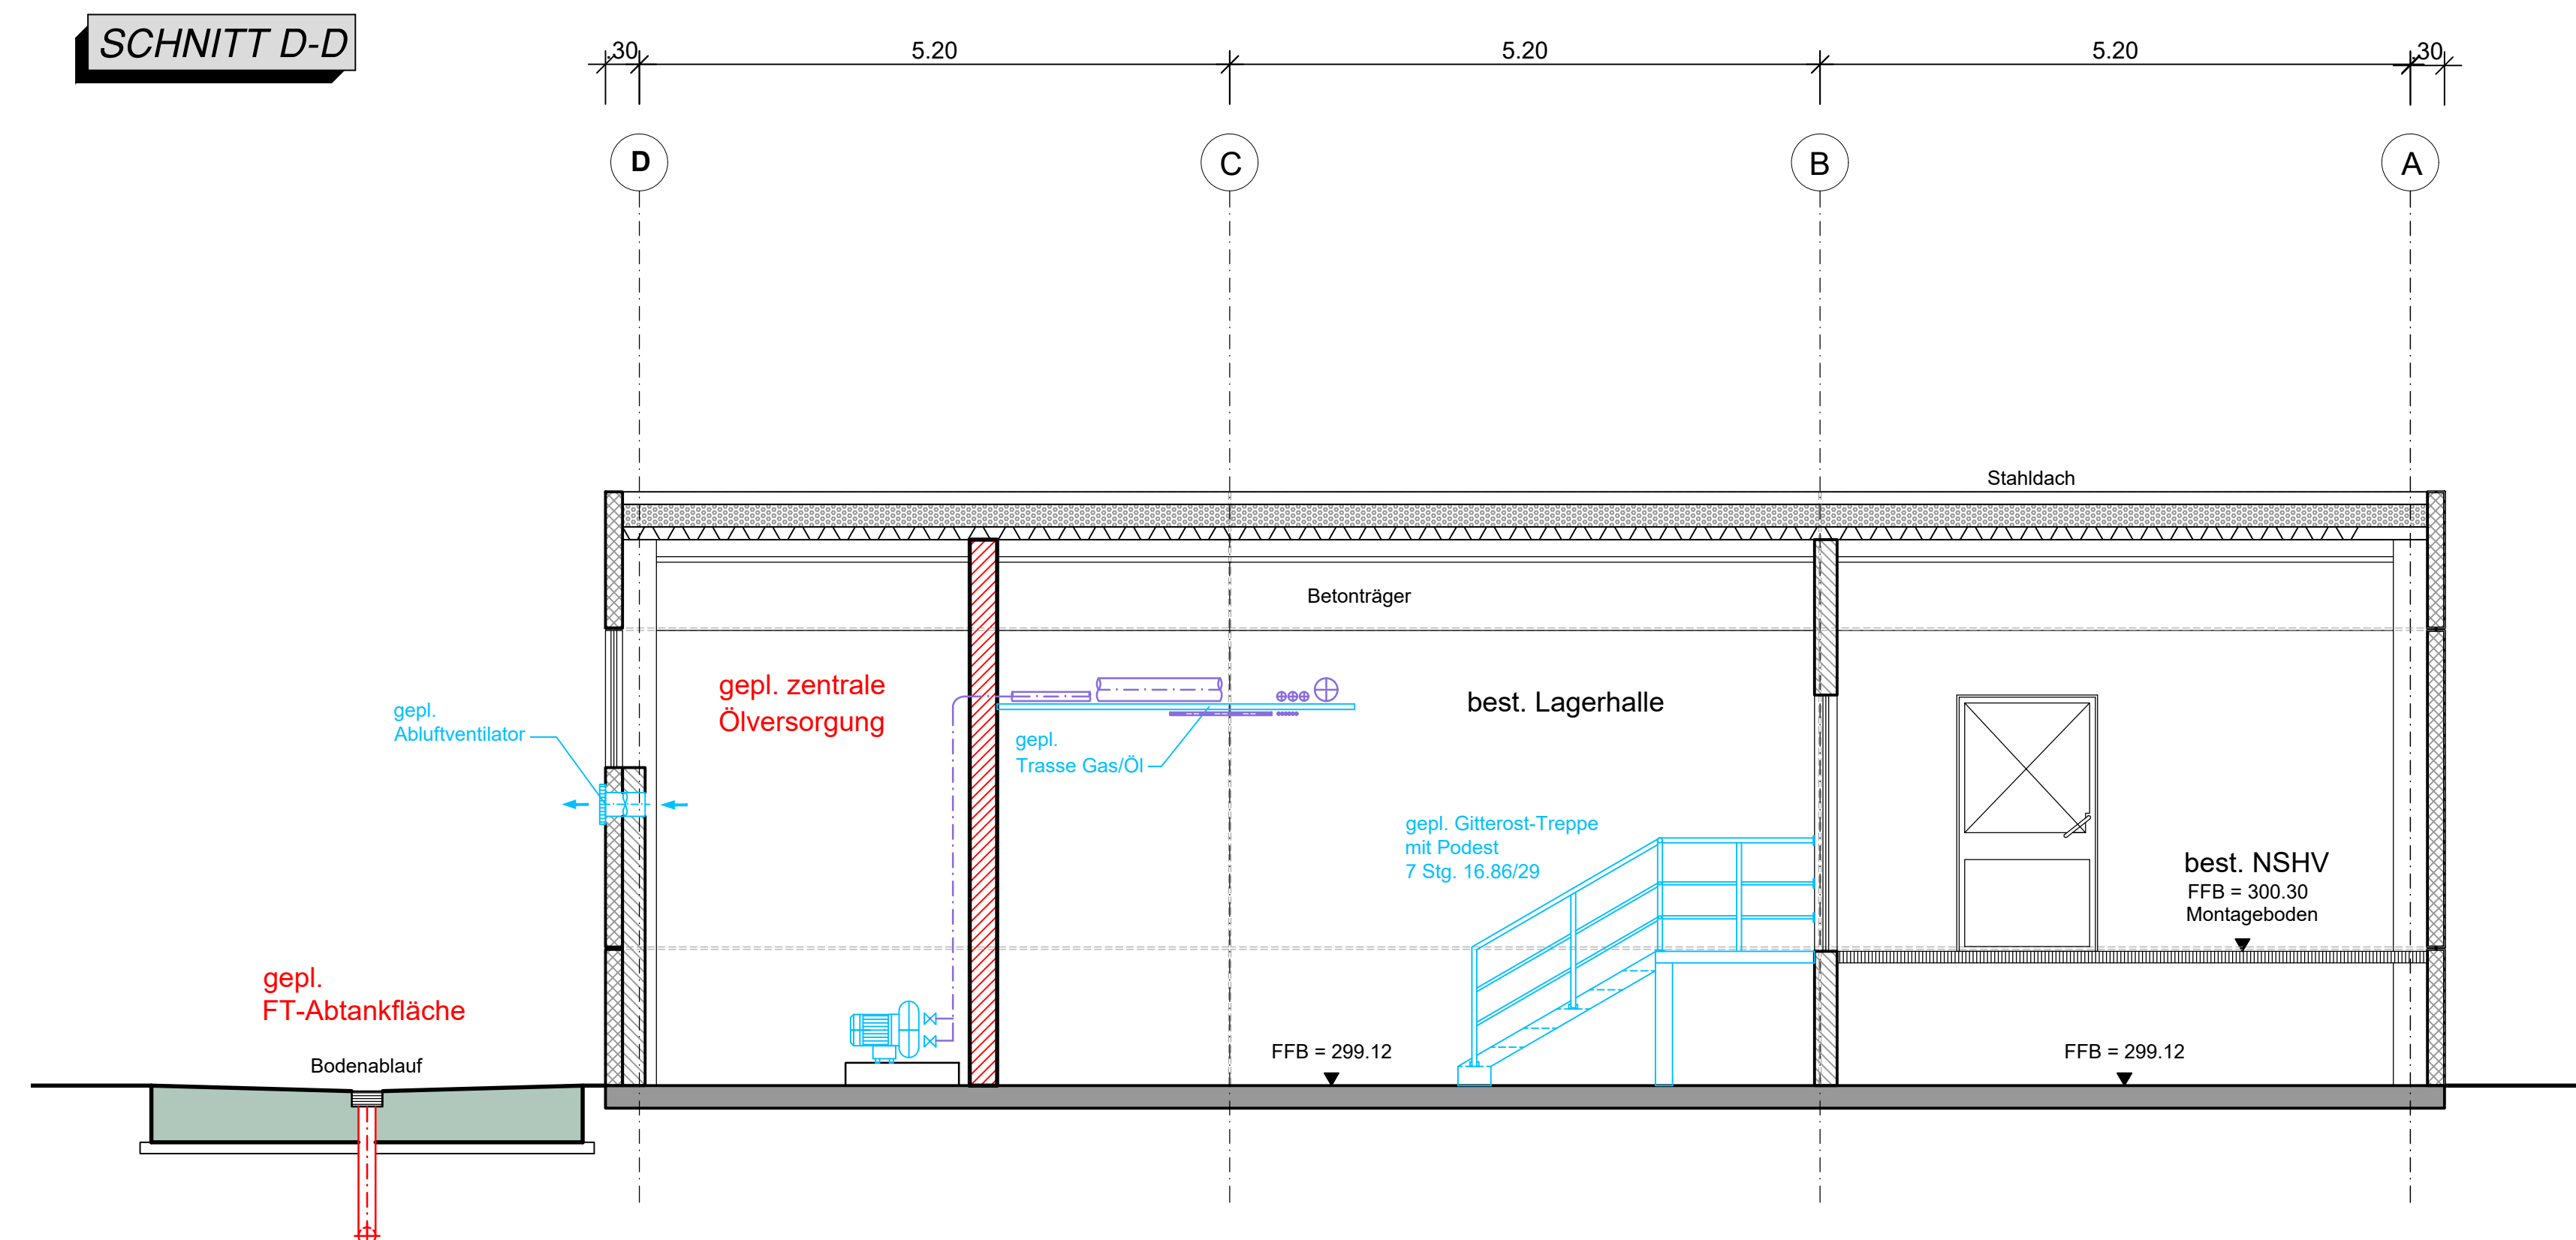 SCHNITT D-D
.30
5.20
5.20
5.20
.30
D
C
B
A
Stahldach
Betonträger
gepl. zentrale
Ölversorgung
best. Lagerhalle
gepl.
Abluftventilator
gepl.
Trasse Gas/Öl
gepl. Gitterost-Treppe
mit Podest
7 Stg. 16.86/29
best. NSHV
FFB = 300.30
Montageboden
gepl.
FT-Abtankfläche
Bodenablauf
FFB = 299.12
FFB = 299.12